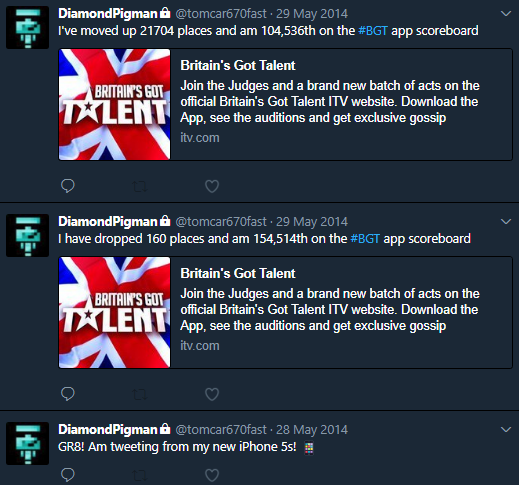 DiamondPigman @tomcar670fast · 29 May 2014
I've moved up 21704 places and am 104,536th on the #BGT app scoreboard
BRITAIN'S GOT
TALENT
Britain's Got Talent
Join the Judges and a brand new batch of acts on the
official Britain's Got Talent ITV website. Download the
App, see the auditions and get exclusive gossip
itv.com
DiamondPigman @tomcar670fast · 29 May 2014
I have dropped 160 places and am 154,514th on the #BGT app scoreboard
BRITAIN'S GOT
TALENT
Britain's Got Talent
Join the Judges and a brand new batch of acts on the
official Britain's Got Talent ITV website. Download the
App, see the auditions and get exclusive gossip
itv.com
DiamondPigman @tomcar670fast · 28 May 2014
GR8! Am tweeting from my new iPhone 5s! 📱